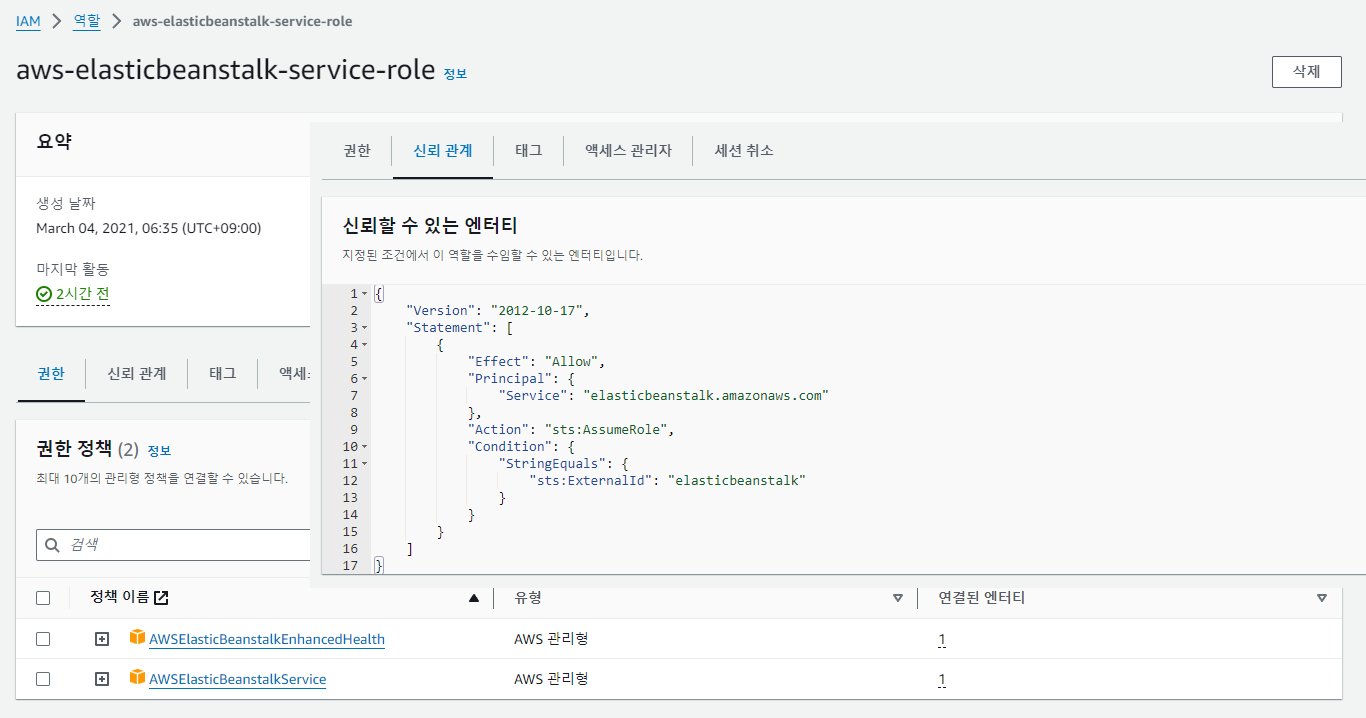 IAM > 역할 > aws-elasticbeanstalk-service-role
aws-elasticbeanstalk-service-role 정보
삭제
요약
생성 날짜
March 04, 2021, 06:35 (UTC+09:00)
마지막 활동
2시간 전
권한 신뢰 관계 태그
권한 정책 (2) 정보
최대 10개의 관리형 정책을 연결할 수 있습니다.
검색
권한 신뢰 관계 태그 액세스 관리자 세션 취소
신뢰할 수 있는 엔터티
지정된 조건에서 이 역할을 수임할 수 있는 엔터티입니다.
1 {
2 "Version": "2012-10-17",
3 "Statement": [
4 {
5 "Effect": "Allow",
6 "Principal": {
7 "Service": "elasticbeanstalk.amazonaws.com"
8 },
9 "Action": "sts:AssumeRole",
10 "Condition": {
11 "StringEquals": {
12 "sts:ExternalId": "elasticbeanstalk"
13 }
14 }
15 }
16 ]
17 }
정책 이름 유형 연결된 엔터티
AWSElasticBeanstalkEnhancedHealth AWS 관리형 1
AWSElasticBeanstalkService AWS 관리형 1